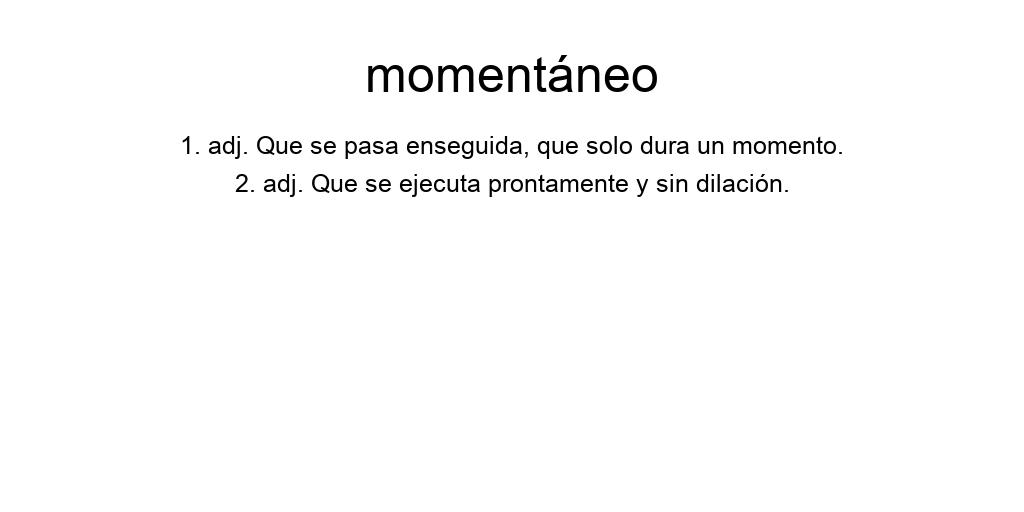 momentáneo
1. adj. Que se pasa enseguida, que solo dura un momento.
2. adj. Que se ejecuta prontamente y sin dilación.